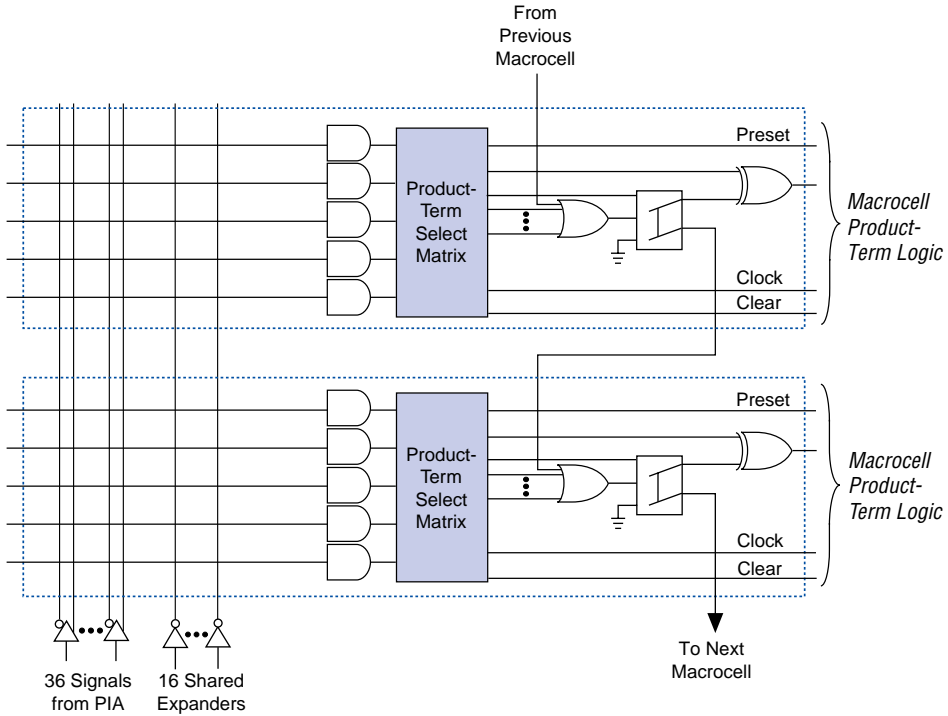 From
Previous
Macrocell
Preset
Product-
Term
Select
Matrix
Macrocell
Product-
Term Logic
Clock
Clear
Preset
Product-
Term
Select
Matrix
Macrocell
Product-
Term Logic
Clock
Clear
36 Signals
from PIA
16 Shared
Expanders
To Next
Macrocell